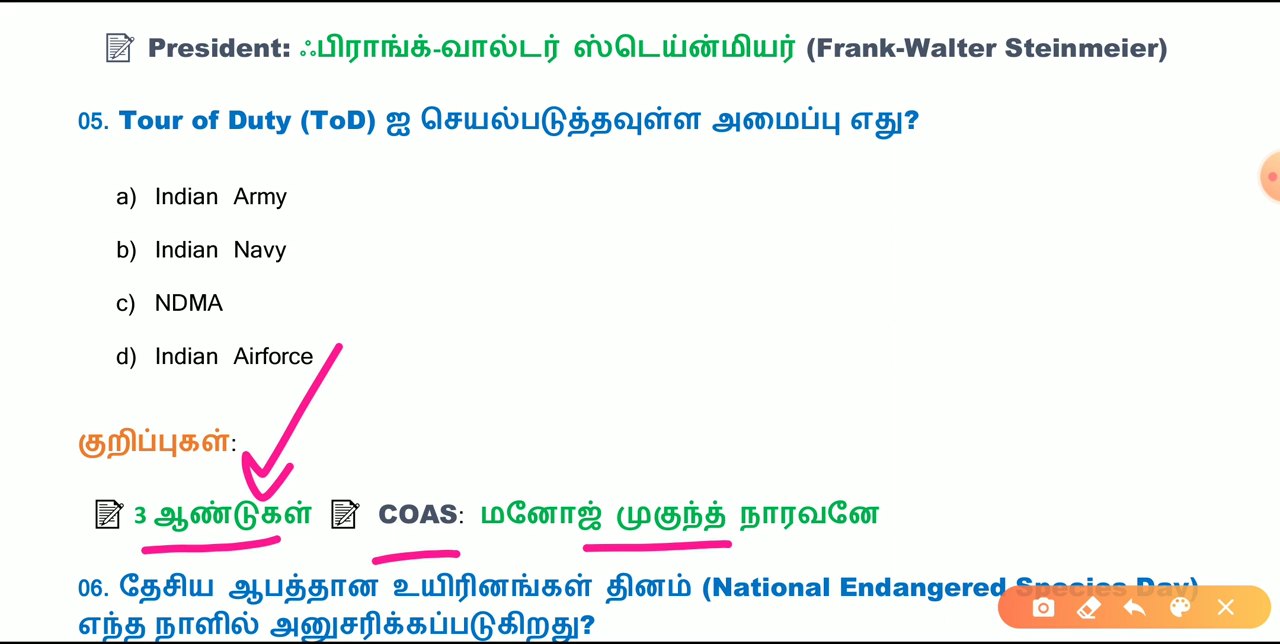 President: ஃபிராங்க்-வால்டர் ஸ்டெய்ன்மியர் (Frank-Walter Steinmeier)
05. Tour of Duty (ToD) ஐ செயல்படுத்தவுள்ள அமைப்பு எது?
a) Indian Army
b) Indian Navy
c) NDMA
d) Indian Airforce
குறிப்புகள்:
3 ஆண்டுகள் COAS: மனோஜ் முகுந்த் நாரவனே
06. தேசிய ஆபத்தான உயிரினங்கள் தினம் (National Endangered Species Day)
எந்த நாளில் அனுசரிக்கப்படுகிறது?